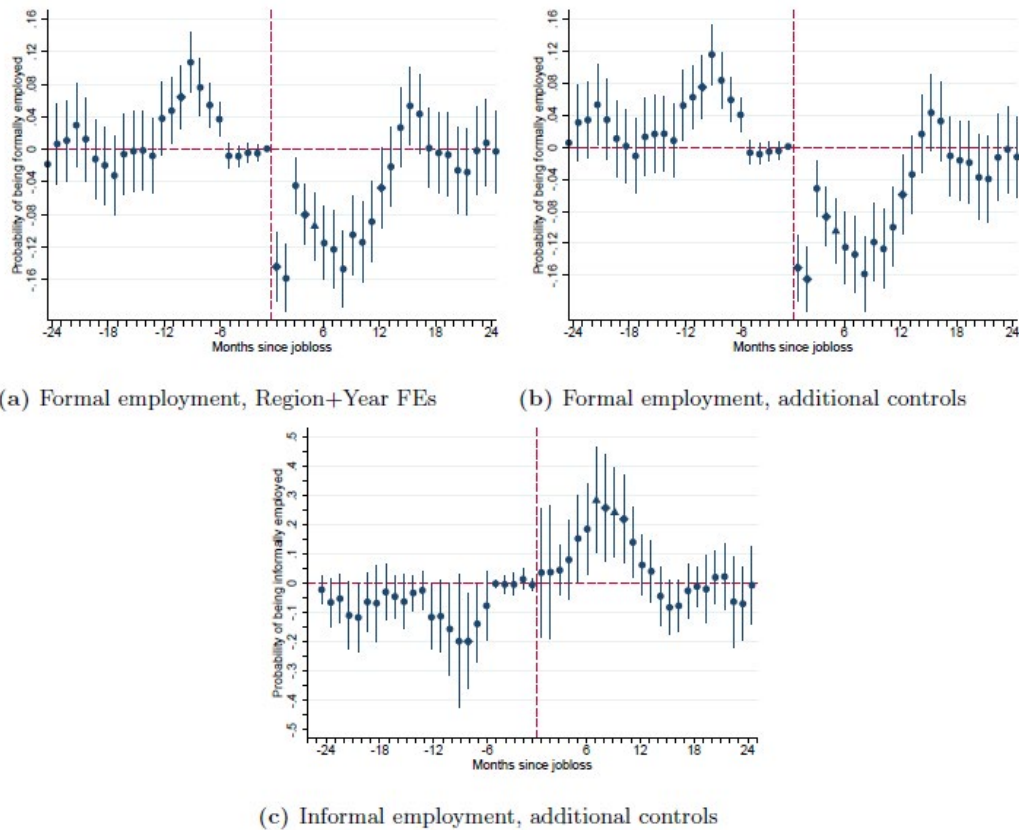 Probability of being formally employed
.16
.12
.08
.04
0
-.04
-.08
-.12
-.16
-24 -18 -12 -6 6 12 18 24
Months since jobloss
Probability of being formally employed
.16
.12
.08
.04
0
-.04
-.08
-.12
-.16
-24 -18 -12 -6 6 12 18 24
Months since jobloss
(a) Formal employment, Region+Year FEs
(b) Formal employment, additional controls
Probability of being informally employed
.5
.4
.3
.2
.1
0
-.1
-.2
-.3
-.4
-.5
-24 -18 -12 -6 6 12 18 24
Months since jobloss
(c) Informal employment, additional controls